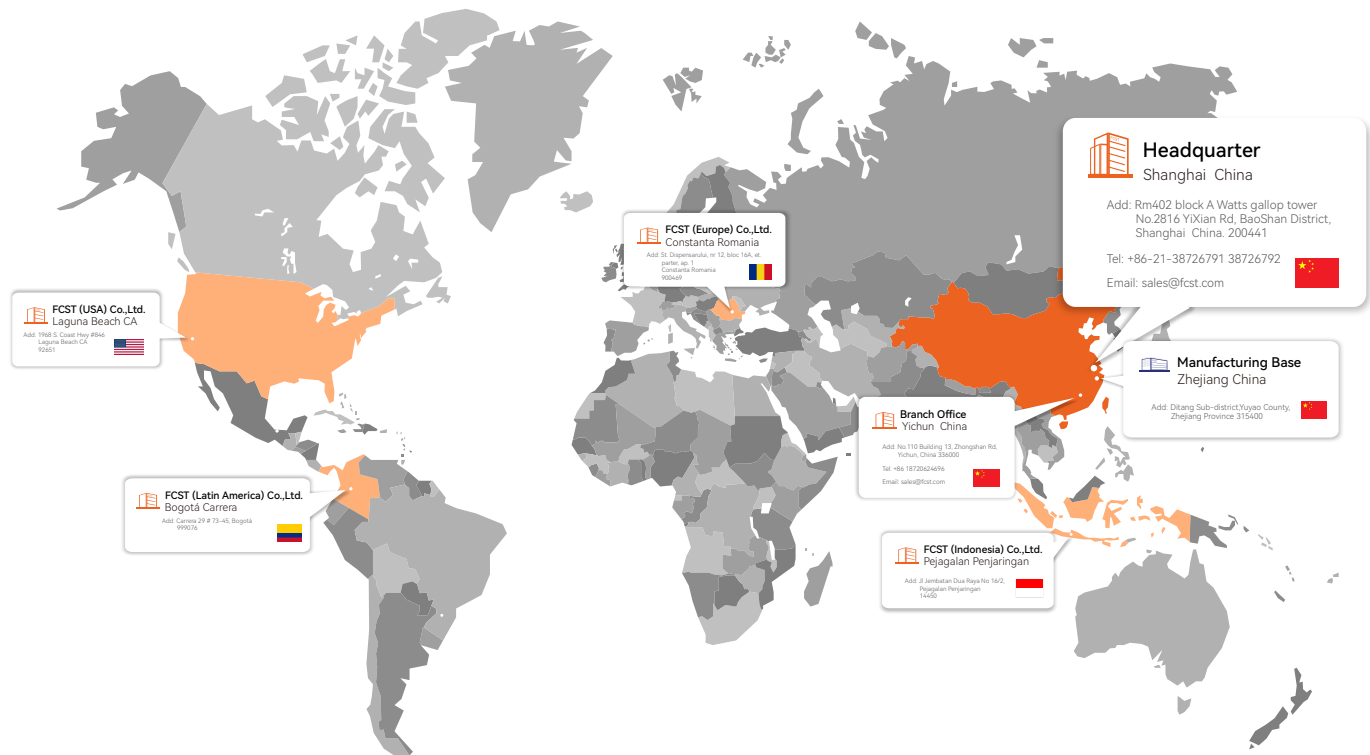 Headquarter
Shanghai China
Add: Rm402 block A Watts gallop tower
No.2816 YiXian Rd, BaoShan District,
Shanghai China. 200441
Tel: +86-21-38726791 38726792
Email: sales@fcst.com
FCST (Europe) Co.,Ltd.
Constanta Romania
Add: St. Dispensarului, nr 12, bloc 16A, et.
parter, ap. 1
Constanta Romania
900469
FCST (USA) Co.,Ltd.
Laguna Beach CA
Add: 1968 S. Coast Hwy #846
Laguna Beach CA
92651
Manufacturing Base
Zhejiang China
Add: Ditang Sub-district,Yuyao County,
Zhejiang Province 315400
Branch Office
Yichun China
Add: No.110 Building 13, Zhongshan Rd,
Yichun, China 336000
Tel: +86 18720624696
Email: sales@fcst.com
FCST (Latin America) Co.,Ltd.
Bogotá Carrera
Add: Carrera 29 # 73-45, Bogotá
999076
FCST (Indonesia) Co.,Ltd.
Pejagalan Penjaringan
Add: Jl Jembatan Dua Raya No 16/2,
Pejagalan Penjaringan
14450